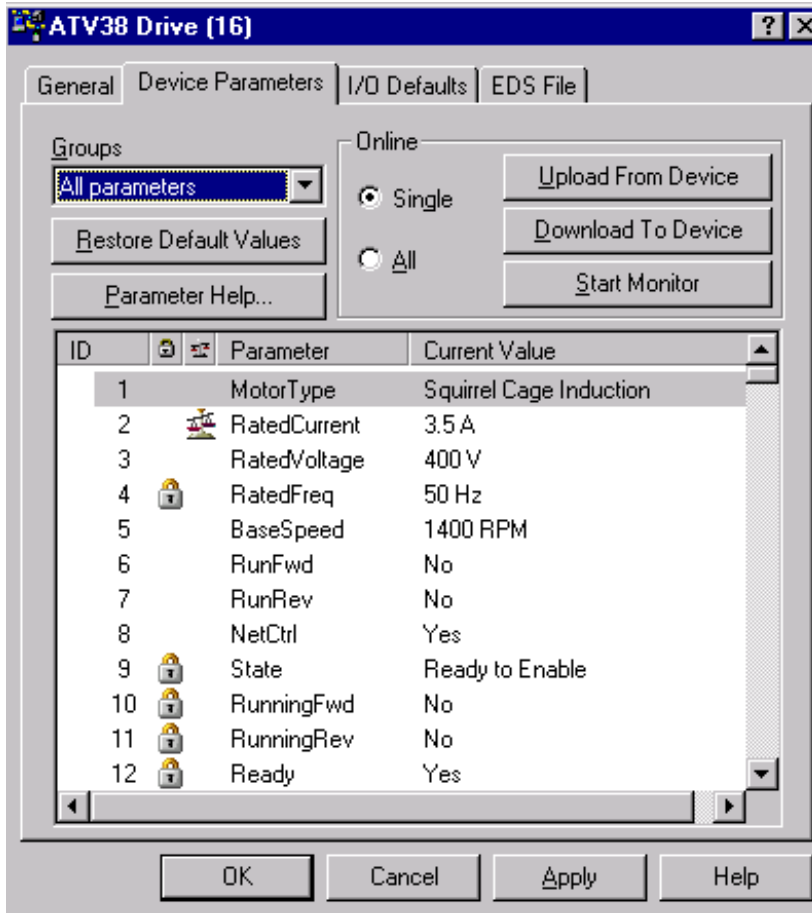 ATV38 Drive (16)
General Device Parameters I/O Defaults EDS File
Groups
All parameters
Restore Default Values
Parameter Help...
Online
Single
All
Upload From Device
Download To Device
Start Monitor
ID Parameter Current Value
1 MotorType Squirrel Cage Induction
2 RatedCurrent 3.5 A
3 RatedVoltage 400 V
4 RatedFreq 50 Hz
5 BaseSpeed 1400 RPM
6 RunFwd No
7 RunRev No
8 NetCtrl Yes
9 State Ready to Enable
10 RunningFwd No
11 RunningRev No
12 Ready Yes
OK Cancel Apply Help